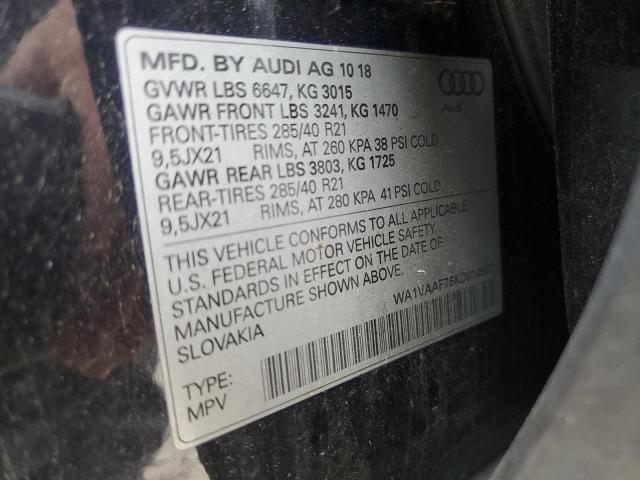 MFD. BY AUDI AG 10 18
GVWR LBS 6647, KG 3015
GAWR FRONT LBS 3241, KG 1470
FRONT-TIRES 285/40 R21
9,5JX21 RIMS, AT 260 KPA 38 PSI COLD
GAWR REAR LBS 3803, KG 1725
REAR-TIRES 285/40 R21
9,5JX21 RIMS, AT 280 KPA 41 PSI COLD
Audi
THIS VEHICLE CONFORMS TO ALL APPLICABLE
U.S. FEDERAL MOTOR VEHICLE SAFETY
STANDARDS IN EFFECT ON THE DATE OF
MANUFACTURE SHOWN ABOVE.
SLOVAKIA
TYPE:
MPV